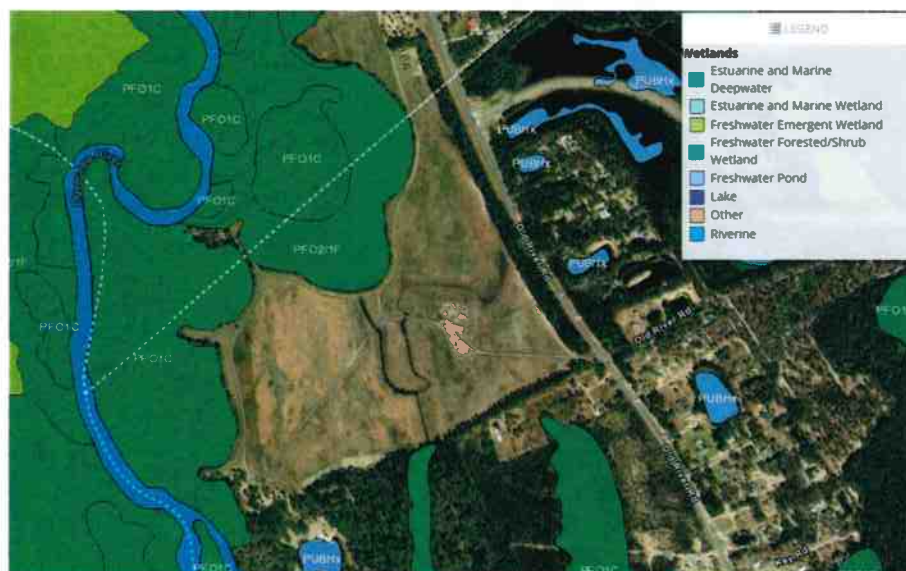 LEGEND
Wetlands
Estuarine and Marine
Deepwater
Estuarine and Marine Wetland
Freshwater Emergent Wetland
Freshwater Forested/Shrub
Wetland
Freshwater Pond
Lake
Other
Riverine
PFO1C
PFO1C
PFO1C
PUBHx
PUBHx
PUBHx
PFO2/1F
PUBHx
PFO1C
PFO1C
Old River Rd
PUBHx
PUBHx
PFO1C
PFO1C